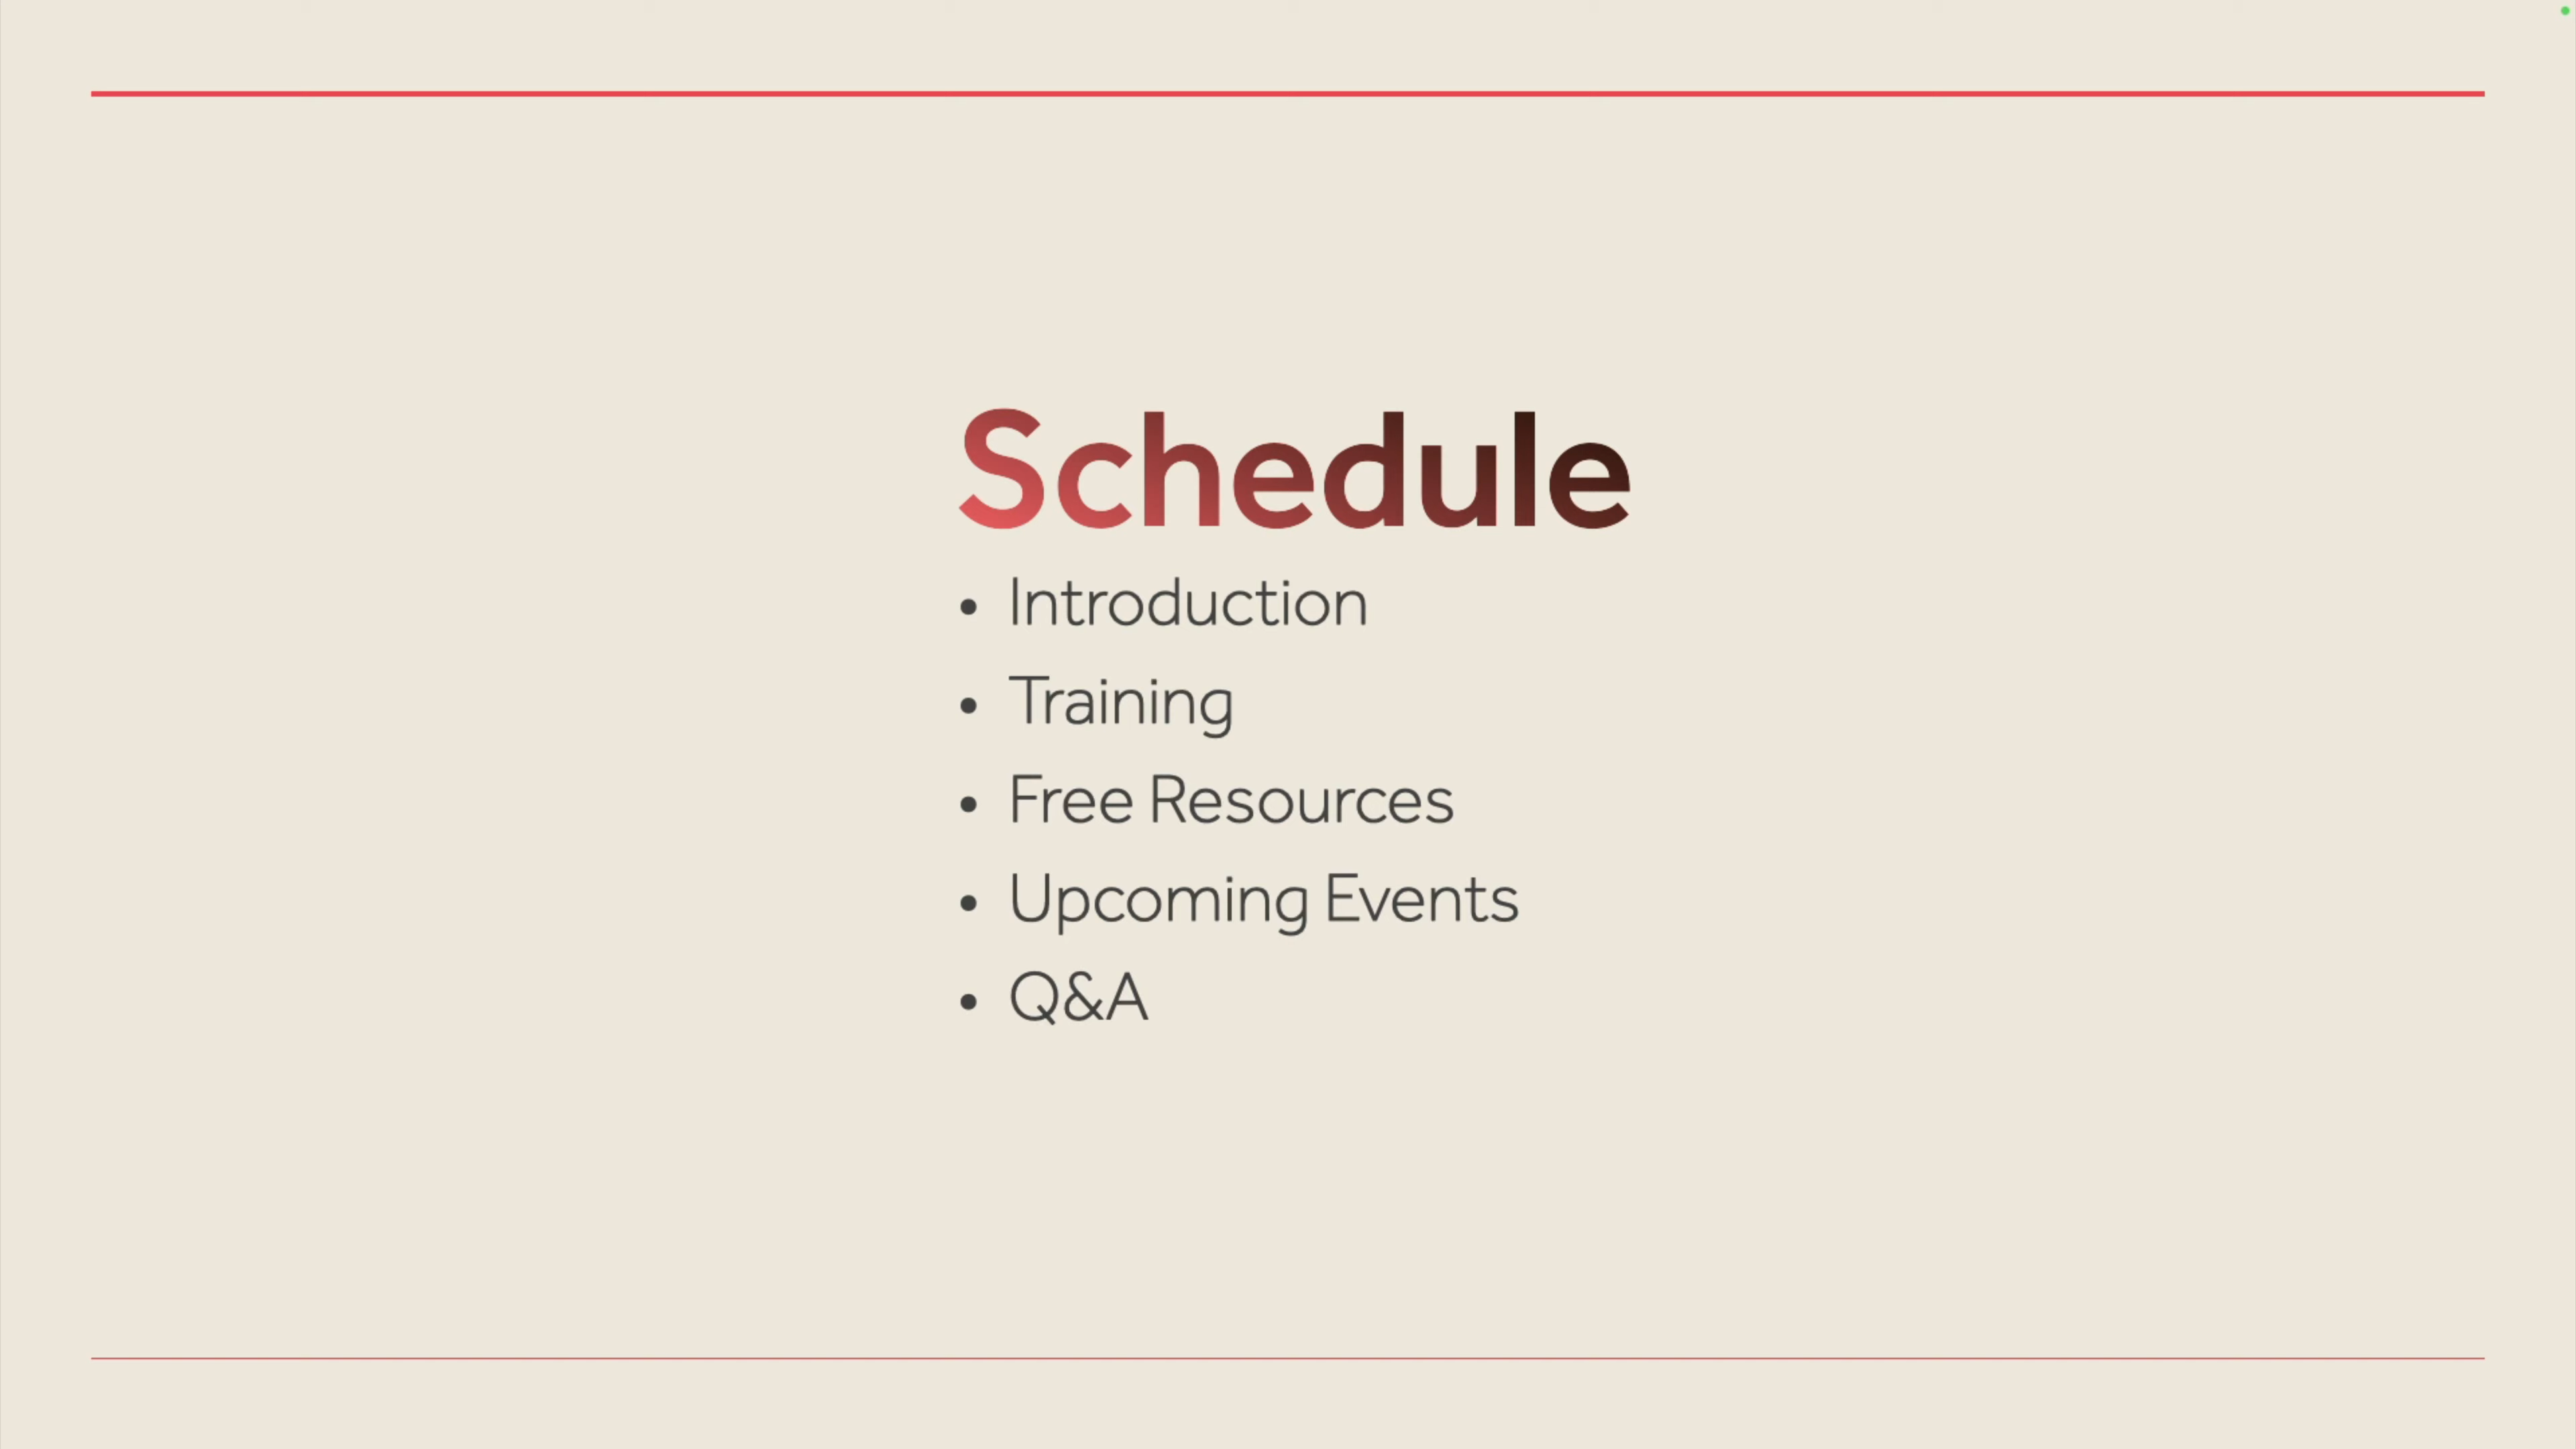 Schedule
• Introduction
• Training
• Free Resources
• Upcoming Events
• Q&A